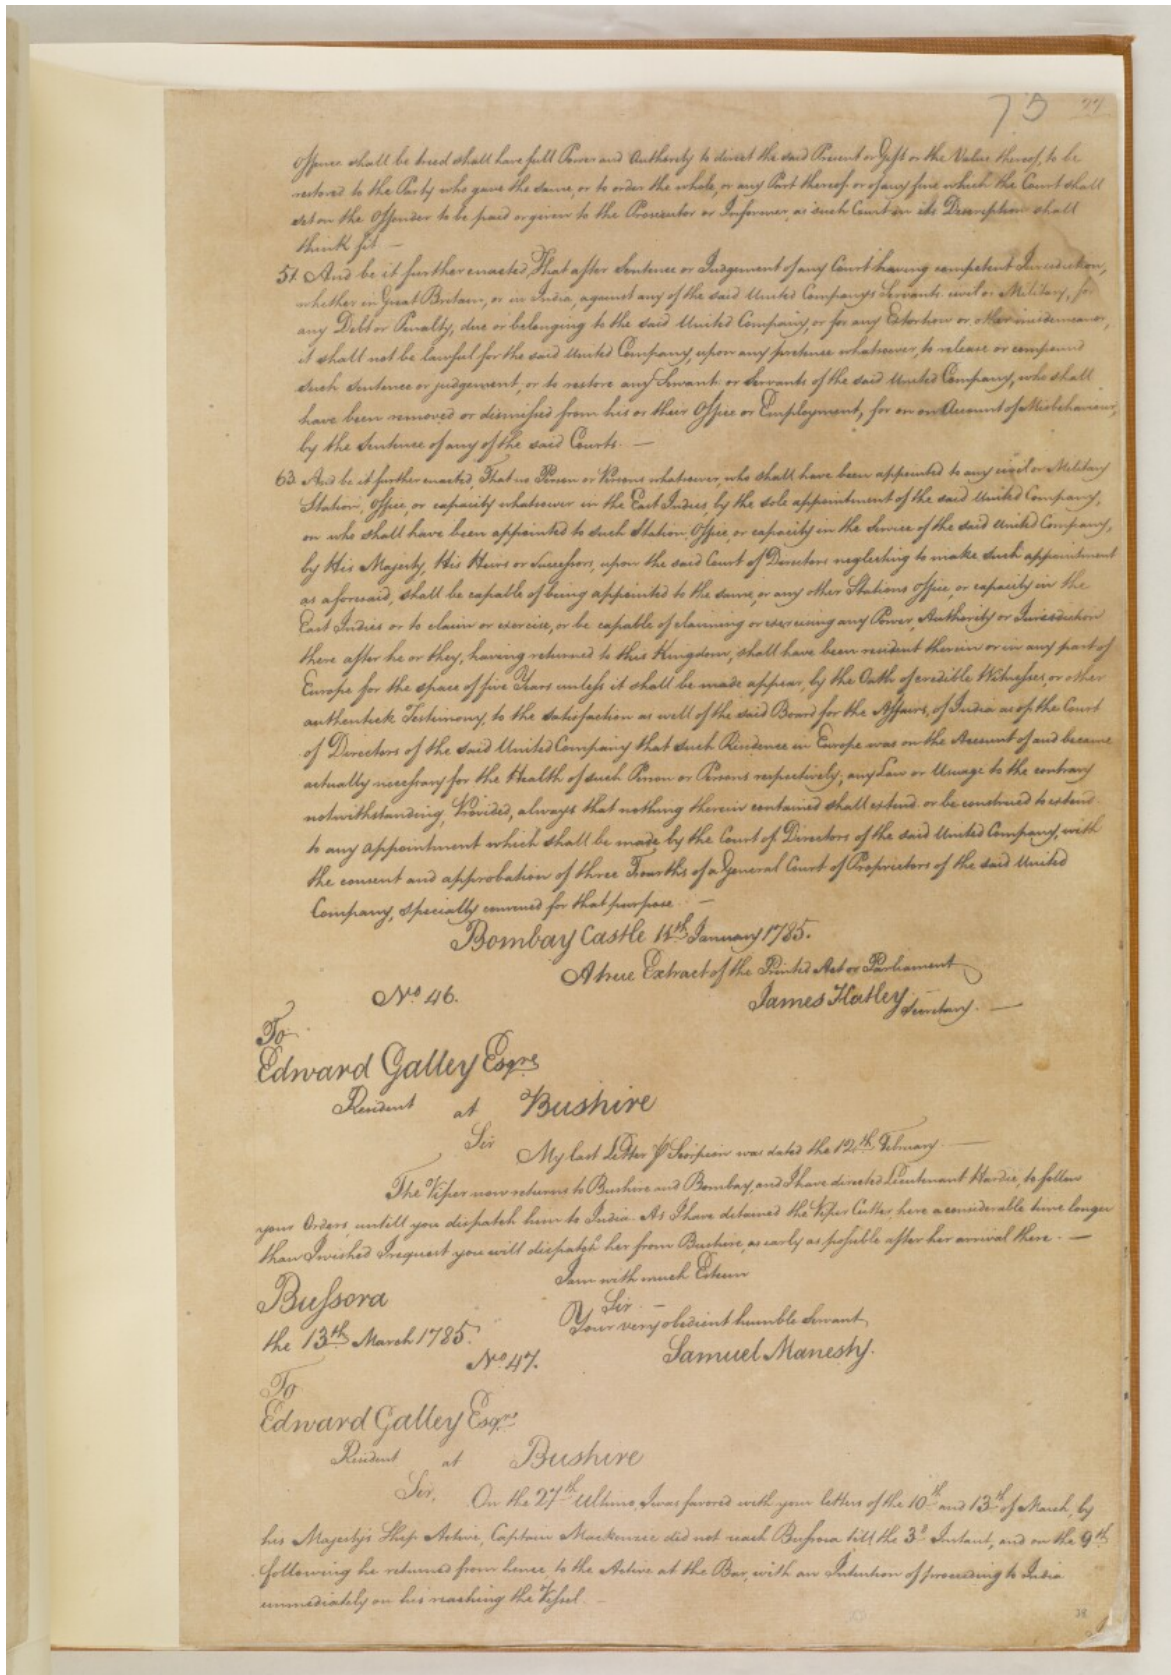 75 27
offence shall be tried shall have full Power and Authority to direct the said Present or Gift or the Value thereof, to be
restored to the Party who gave the same, or to order the whole, or any Part thereof or of any fine which the Court shall
set on the Offender to be paid or given to the Prosecutor or Informer, as such Court in its Discreption shall
think fit —
51. And be it further enacted, That after Sentence or Judgement of any Court having competent Jurisdiction,
whether in Great Britain, or in India, against any of the said United Companys Servants civil or Military, for
any Debt or Penalty, due or belonging to the said United Company, or for any Extortion or other misdemeanor,
it shall not be lawful for the said United Company, upon any pretence whatsoever, to release or compound
such Sentence or judgement, or to restore any Servant or Servants of the said United Company, who shall
have been removed or dismissed from his or their Office or Employment, for or on Account of Misbehaviour,
by the Sentence of any of the said Courts. —
63. And be it further enacted, That no Person or Persons whatsoever, who shall have been appointed to any civil or Military
Station, Office, or capacity whatsoever in the East Indies, by the sole appointment of the said United Company,
or who shall have been appointed to such Station, Office, or capacity in the Service of the said United Company,
by His Majesty, His Heirs or Successors, upon the said Court of Directors neglecting to make such appointment
as aforesaid, shall be capable of being appointed to the same, or any other Stations office, or capacity in the
East Indies or to claim or exercise, or be capable of claiming or exercising any Power, Authority or Jurisdiction
there after he or they, having returned to this Kingdom, shall have been resident therein or in any part of
Europe for the space of five Years unless it shall be made appear, by the Oath of credible Witnesses, or other
authentick Testimony, to the satisfaction as well of the said Board for the Affairs, of India as of the Court
of Directors of the said United Company that such Residence in Europe was on the Account of and became
actually necessary for the Health of such Person or Persons respectively; any Law or Usuage to the contrary
notwithstanding, Provided, always that nothing therein contained shall extend or be construed to extend
to any appointment which shall be made, by the Court of Directors of the said United Company, with
the consent and approbation of three Fourths of a General Court of Proprietors of the said United
Company, specially convened for that purpose. —
Bombay Castle 11th January 1785.
A true Extract of the Printed Act or Parliament
No 46. James Hatley Secretary. —
To
Edward Galley Esqre
Resident at Bushire
Sir My last Letter ⅌ Scorpion was dated the 12th February —
The Viper now returns to Bushire and Bombay, and I have directed Lieutenant Hardie, to follow
your Orders, untill you dispatch him to India. As I have detained the Viper Cutter, here a considerable time longer
than I wished I request you will dispatch her from Bushire, as early as possible after her arrival there. —
I am with much Esteem
Bussora Sir —
Your very obedient humble Servant
the 13th March 1785. Samuel Manesty.
No 47.
To
Edward Galley Esqre
Resident at Bushire
Sir, On the 27th Ultimo, I was favored with your letters of the 10th and 13th of March, by
his Majesty's Ship Active, Captain Mackenzie did not reach Bussora till the 3d Instant, and on the 9th
following he returned from hence, to the Active at the Bar, with an Intention of proceeding to India
immediately on his reaching the Vessel. —
38